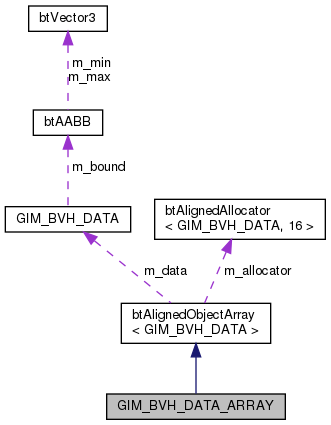 btVector3
m_min
m_max
btAABB
m_bound
GIM_BVH_DATA
btAlignedAllocator
< GIM_BVH_DATA, 16 >
m_data
m_allocator
btAlignedObjectArray
< GIM_BVH_DATA >
GIM_BVH_DATA_ARRAY